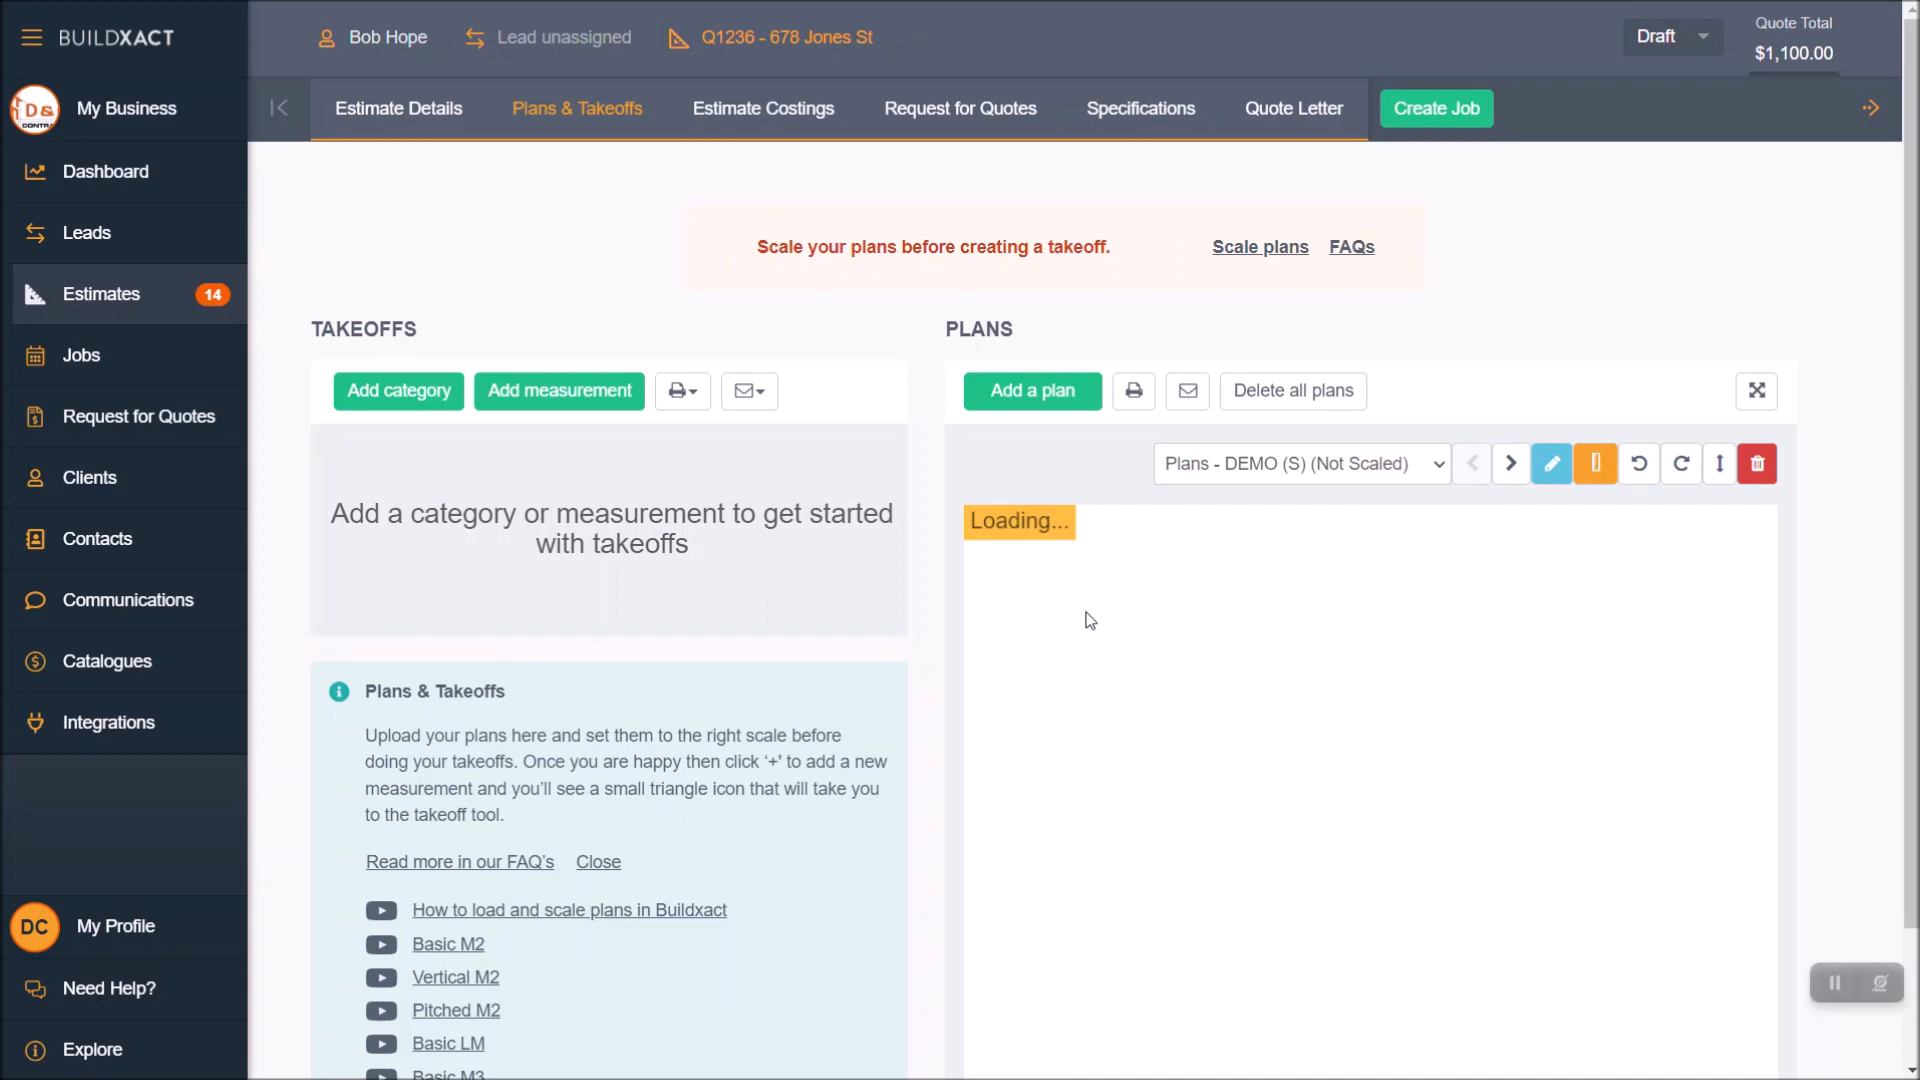 BUILDXACT
Bob Hope
Lead unassigned
Q1236 - 678 Jones St
Draft
Quote Total
$1,100.00
D &
CONTRA
My Business
Estimate Details
Plans & Takeoffs
Estimate Costings
Request for Quotes
Specifications
Quote Letter
Create Job
Dashboard
Leads
Estimates
14
Jobs
Request for Quotes
Clients
Contacts
Communications
Catalogues
Integrations
DC
My Profile
Need Help?
Explore
Scale your plans before creating a takeoff.
Scale plans
FAQs
TAKEOFFS
Add category
Add measurement
Add a category or measurement to get started
with takeoffs
Plans & Takeoffs
Upload your plans here and set them to the right scale before
doing your takeoffs. Once you are happy then click ‘+’ to add a new
measurement and you’ll see a small triangle icon that will take you
to the takeoff tool.
Read more in our FAQ’s
Close
How to load and scale plans in Buildxact
Basic M2
Vertical M2
Pitched M2
Basic LM
Basic M3
PLANS
Add a plan
Delete all plans
Plans - DEMO (S) (Not Scaled)
Loading...